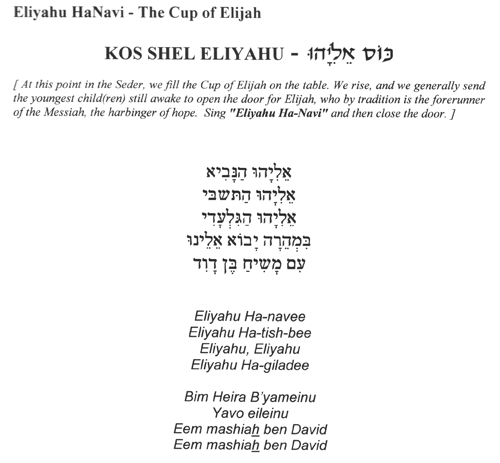 Eliyahu HaNavi - The Cup of Elijah
KOS SHEL ELIYAHU - כּוֹס אֵלִיָּהוּ
[ At this point in the Seder, we fill the Cup of Elijah on the table. We rise, and we generally send
the youngest child(ren) still awake to open the door for Elijah, who by tradition is the forerunner
of the Messiah, the harbinger of hope. Sing "Eliyahu Ha-Navi" and then close the door. ]
אֵלִיָּהוּ הַנָּבִיא
אֵלִיָּהוּ הַתִּשְׁבִּי
אֵלִיָּהוּ הַגִּלְעָדִי
בִּמְהֵרָה יָבוֹא אֵלֵינוּ
עִם מָשִׁיחַ בֶּן דָוִד
Eliyahu Ha-navee
Eliyahu Ha-tish-bee
Eliyahu, Eliyahu
Eliyahu Ha-giladee
Bim Heira B'yameinu
Yavo eileinu
Eem mashiah ben David
Eem mashiah ben David